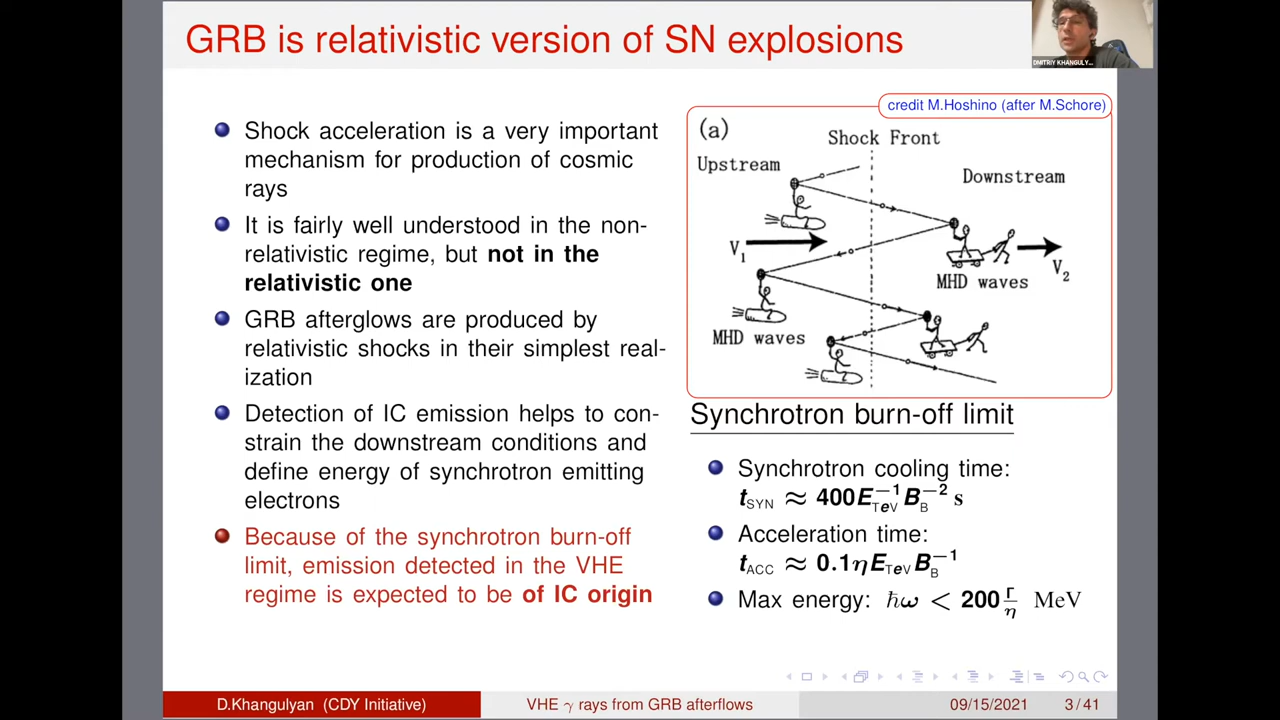 GRB is relativistic version of SN explosions
DMITRIY KHANGULY...
Shock acceleration is a very important
mechanism for production of cosmic
rays
It is fairly well understood in the non-
relativistic regime, but not in the
relativistic one
GRB afterglows are produced by
relativistic shocks in their simplest real-
ization
Detection of IC emission helps to con-
strain the downstream conditions and
define energy of synchrotron emitting
electrons
Because of the synchrotron burn-off
limit, emission detected in the VHE
regime is expected to be of IC origin
credit M.Hoshino (after M.Schore)
(a)
Shock Front
Upstream
Downstream
V₁
V₂
MHD waves
MHD waves
Synchrotron burn-off limit
Synchrotron cooling time:
t_SYN ≈ 400E_TeV^−1 B_B^−2 s
Acceleration time:
t_ACC ≈ 0.1ηE_TeV B_B^−1
Max energy: ℏω < 200 Γ/η MeV
D.Khangulyan (CDY Initiative)
VHE γ rays from GRB afterflows
09/15/2021
3 / 41